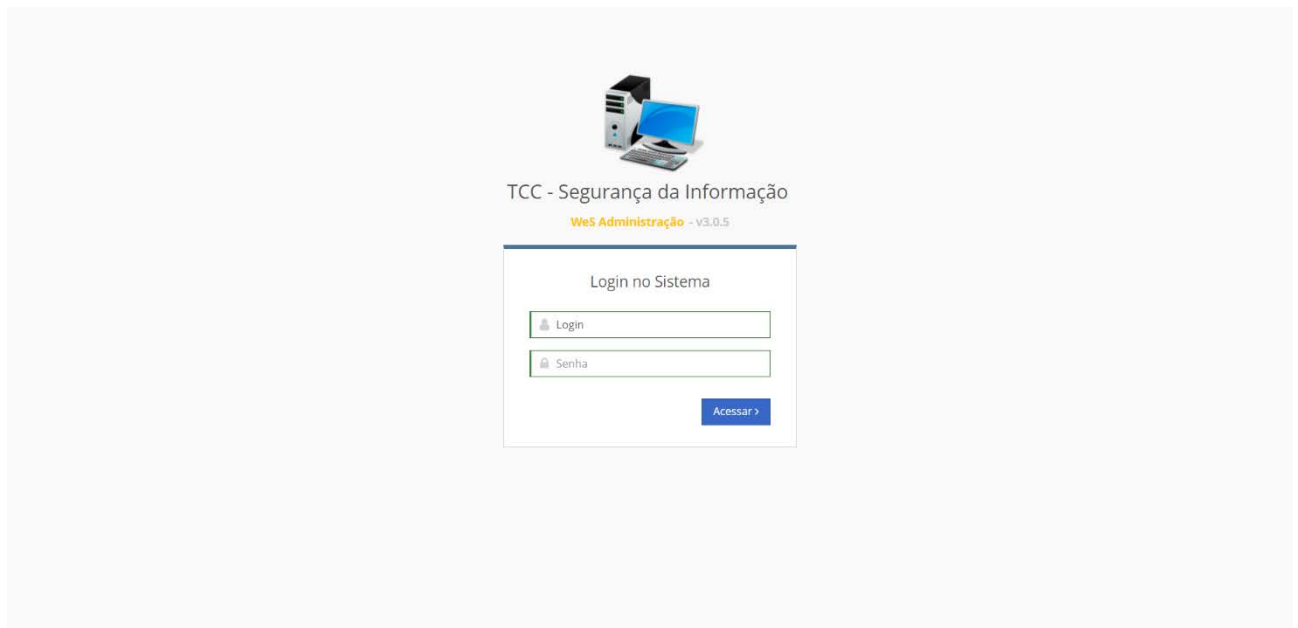 TCC - Segurança da Informação
WeS Administração - v3.0.5
Login no Sistema
Login
Senha
Acessar ›